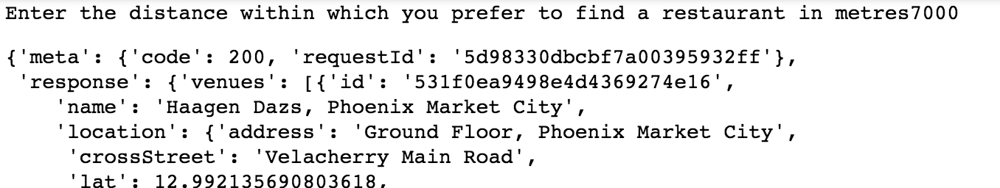 Enter the distance within which you prefer to find a restaurant in metres7000
{'meta': {'code': 200, 'requestId': '5d98330dbcbf7a00395932ff'},
'response': {'venues': [{'id': '531f0ea9498e4d4369274e16',
'name': 'Haagen Dazs, Phoenix Market City',
'location': {'address': 'Ground Floor, Phoenix Market City',
'crossStreet': 'Velacherry Main Road',
'lat': 12.992135690803618,